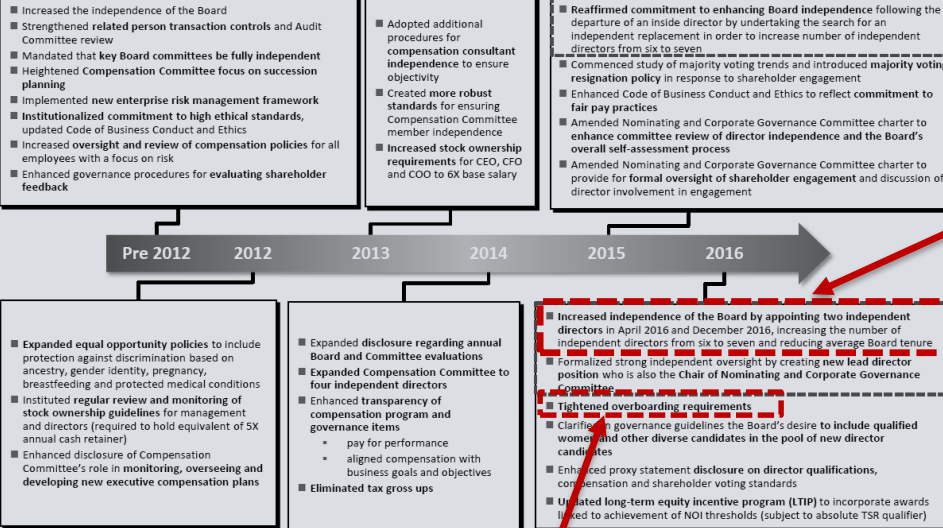 Increased the independence of the Board
Strengthened related person transaction controls and Audit
Committee review
Mandated that key Board committees be fully independent
Heightened Compensation Committee focus on succession
planning
Implemented new enterprise risk management framework
Institutionalized commitment to high ethical standards,
updated Code of Business Conduct and Ethics
Increased oversight and review of compensation policies for all
employees with a focus on risk
Enhanced governance procedures for evaluating shareholder
feedback
Adopted additional
procedures for
compensation consultant
independence to ensure
objectivity
Created more robust
standards for ensuring
Compensation Committee
member independence
Increased stock ownership
requirements for CEO, CFO
and COO to 6X base salary
Reaffirmed commitment to enhancing Board independence following the
departure of an inside director by undertaking the search for an
independent replacement in order to increase number of independent
directors from six to seven
Commenced study of majority voting trends and introduced majority voting
resignation policy in response to shareholder engagement
Enhanced Code of Business Conduct and Ethics to reflect commitment to
fair pay practices
Amended Nominating and Corporate Governance Committee charter to
enhance committee review of director independence and the Board's
overall self-assessment process
Amended Nominating and Corporate Governance Committee charter to
provide for formal oversight of shareholder engagement and discussion of
director involvement in engagement
Pre 2012 2012 2013 2014 2015 2016
Expanded equal opportunity policies to include
protection against discrimination based on
ancestry, gender identity, pregnancy,
breastfeeding and protected medical conditions
Instituted regular review and monitoring of
stock ownership guidelines for management
and directors (required to hold equivalent of 5X
annual cash retainer)
Enhanced disclosure of Compensation
Committee's role in monitoring, overseeing and
developing new executive compensation plans
Expanded disclosure regarding annual
Board and Committee evaluations
Expanded Compensation Committee to
four independent directors
Enhanced transparency of
compensation program and
governance items
pay for performance
aligned compensation with
business goals and objectives
Eliminated tax gross ups
Increased independence of the Board by appointing two independent
directors in April 2016 and December 2016, increasing the number of
independent directors from six to seven and reducing average Board tenure
Formalized strong independent oversight by creating new lead director
position who is also the Chair of Nominating and Corporate Governance
Committee
Tightened overboarding requirements
Clarified in governance guidelines the Board's desire to include qualified
women and other diverse candidates in the pool of new director
candidates
Enhanced proxy statement disclosure on director qualifications,
compensation and shareholder voting standards
Updated long-term equity incentive program (LTIP) to incorporate awards
linked to achievement of NOI thresholds (subject to absolute TSR qualifier)